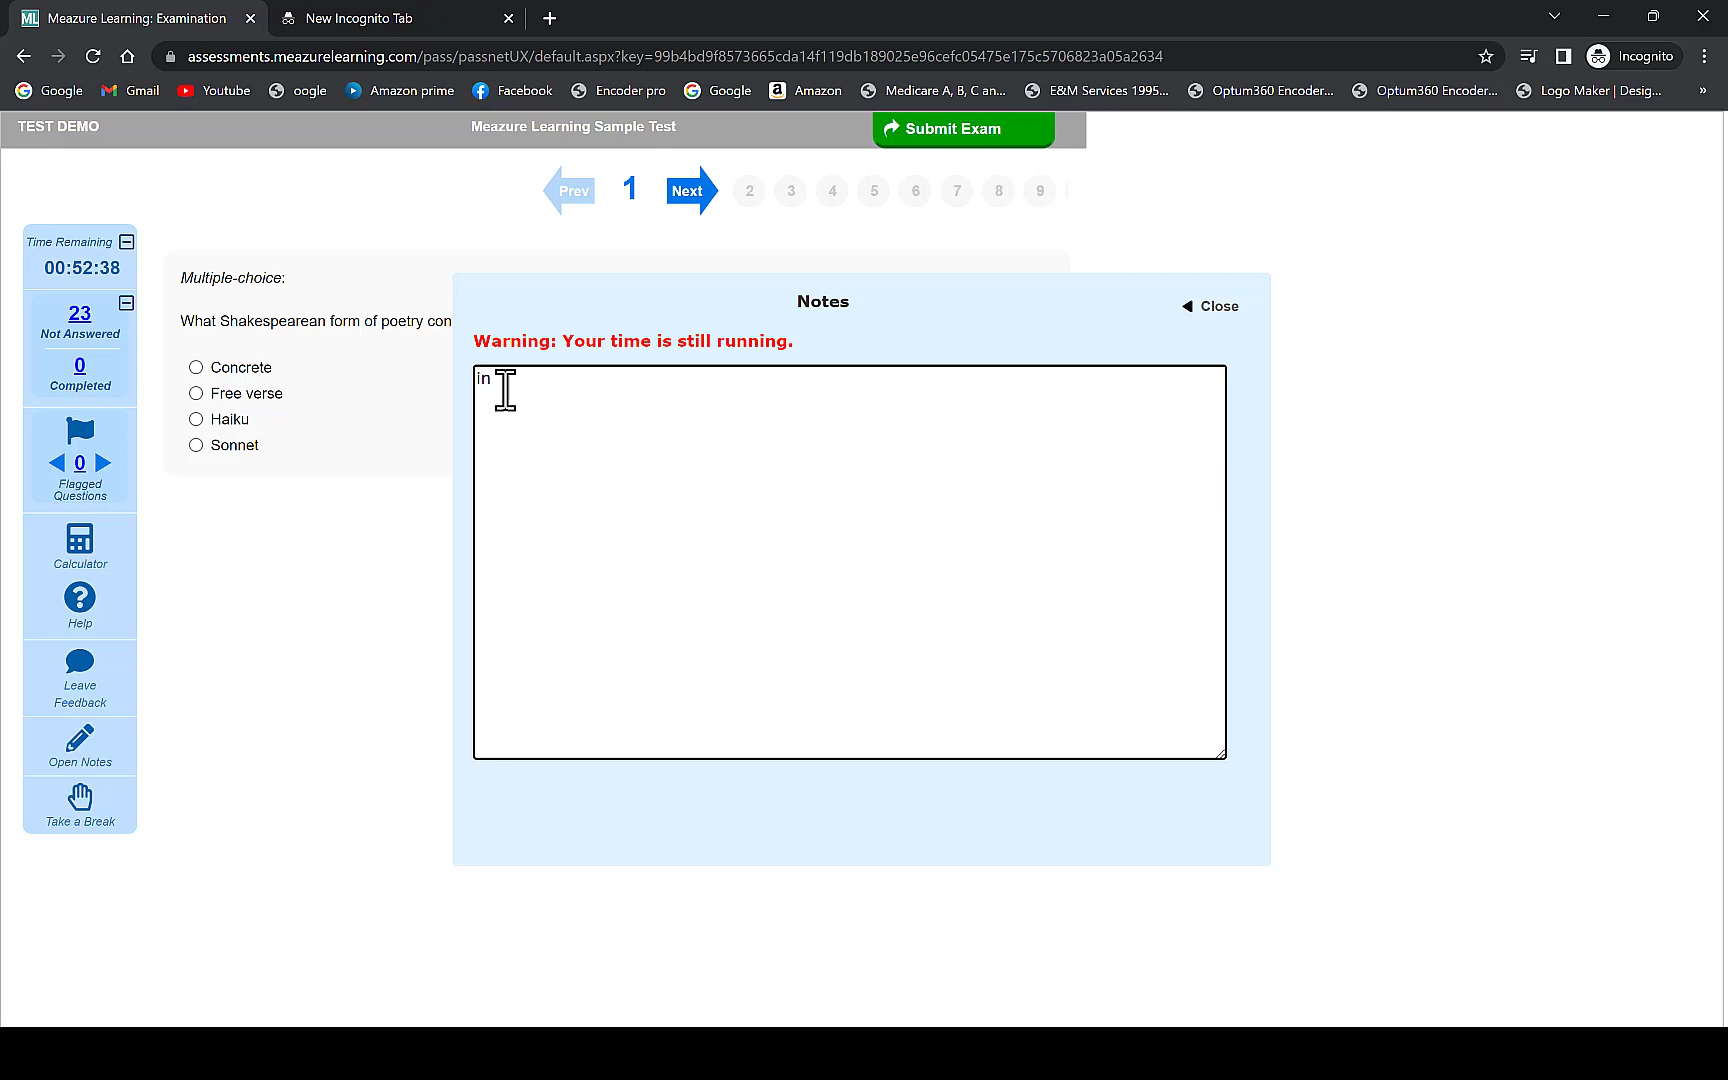 Meazure Learning: Examination
New Incognito Tab
assessments.meazurelearning.com/pass/passnetUX/default.aspx?key=99b4bd9f8573665cda14f119db189025e96cefc05475e175c5706823a05a2634
Incognito
Google Gmail Youtube oogle Amazon prime Facebook Encoder pro Google Amazon Medicare A, B, C an... E&M Services 1995... Optum360 Encoder... Optum360 Encoder... Logo Maker | Desig... »
TEST DEMO
Meazure Learning Sample Test
Submit Exam
Prev 1 Next 2 3 4 5 6 7 8 9
Time Remaining
00:52:38
23
Not Answered
0
Completed
0
Flagged
Questions
Calculator
Help
Leave
Feedback
Open Notes
Take a Break
Multiple-choice:
What Shakespearean form of poetry con
Concrete
Free verse
Haiku
Sonnet
Notes
Close
Warning: Your time is still running.
in